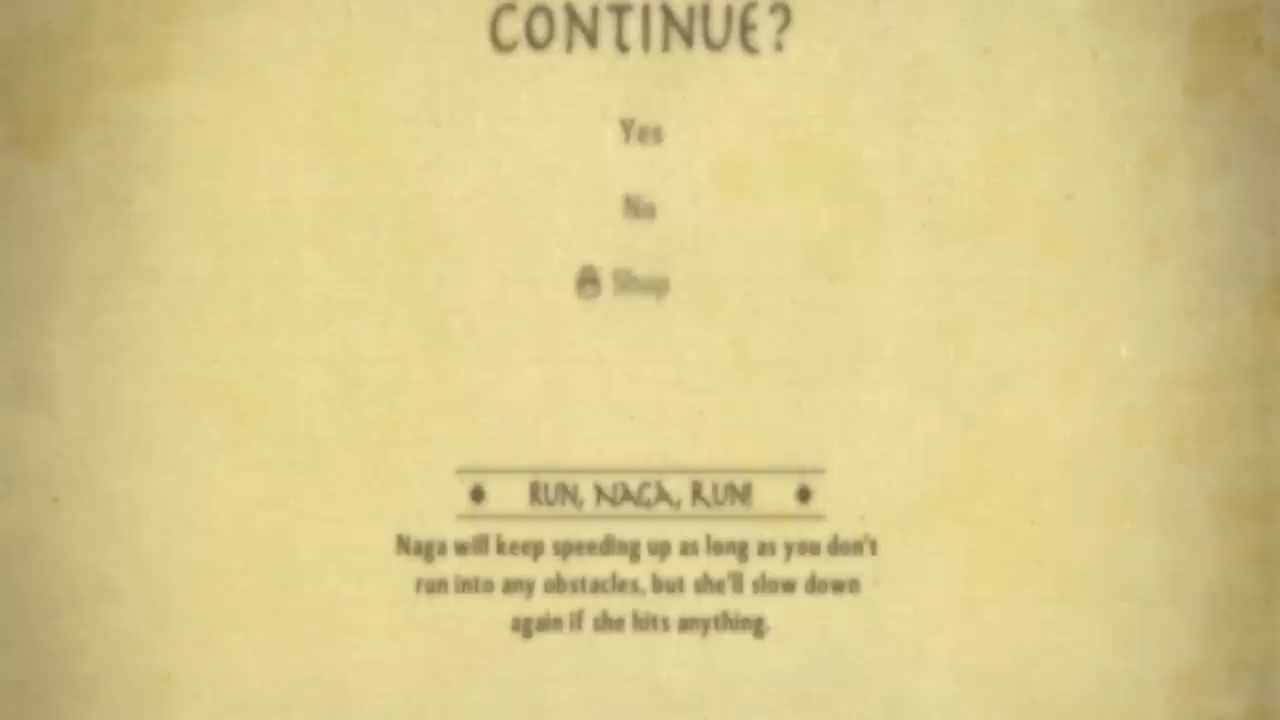 CONTINUE?
Yes
No
Shop
RUN, NAGA, RUN!
Naga will keep speeding up as long as you don't
run into any obstacles, but she'll slow down
again if she hits anything.